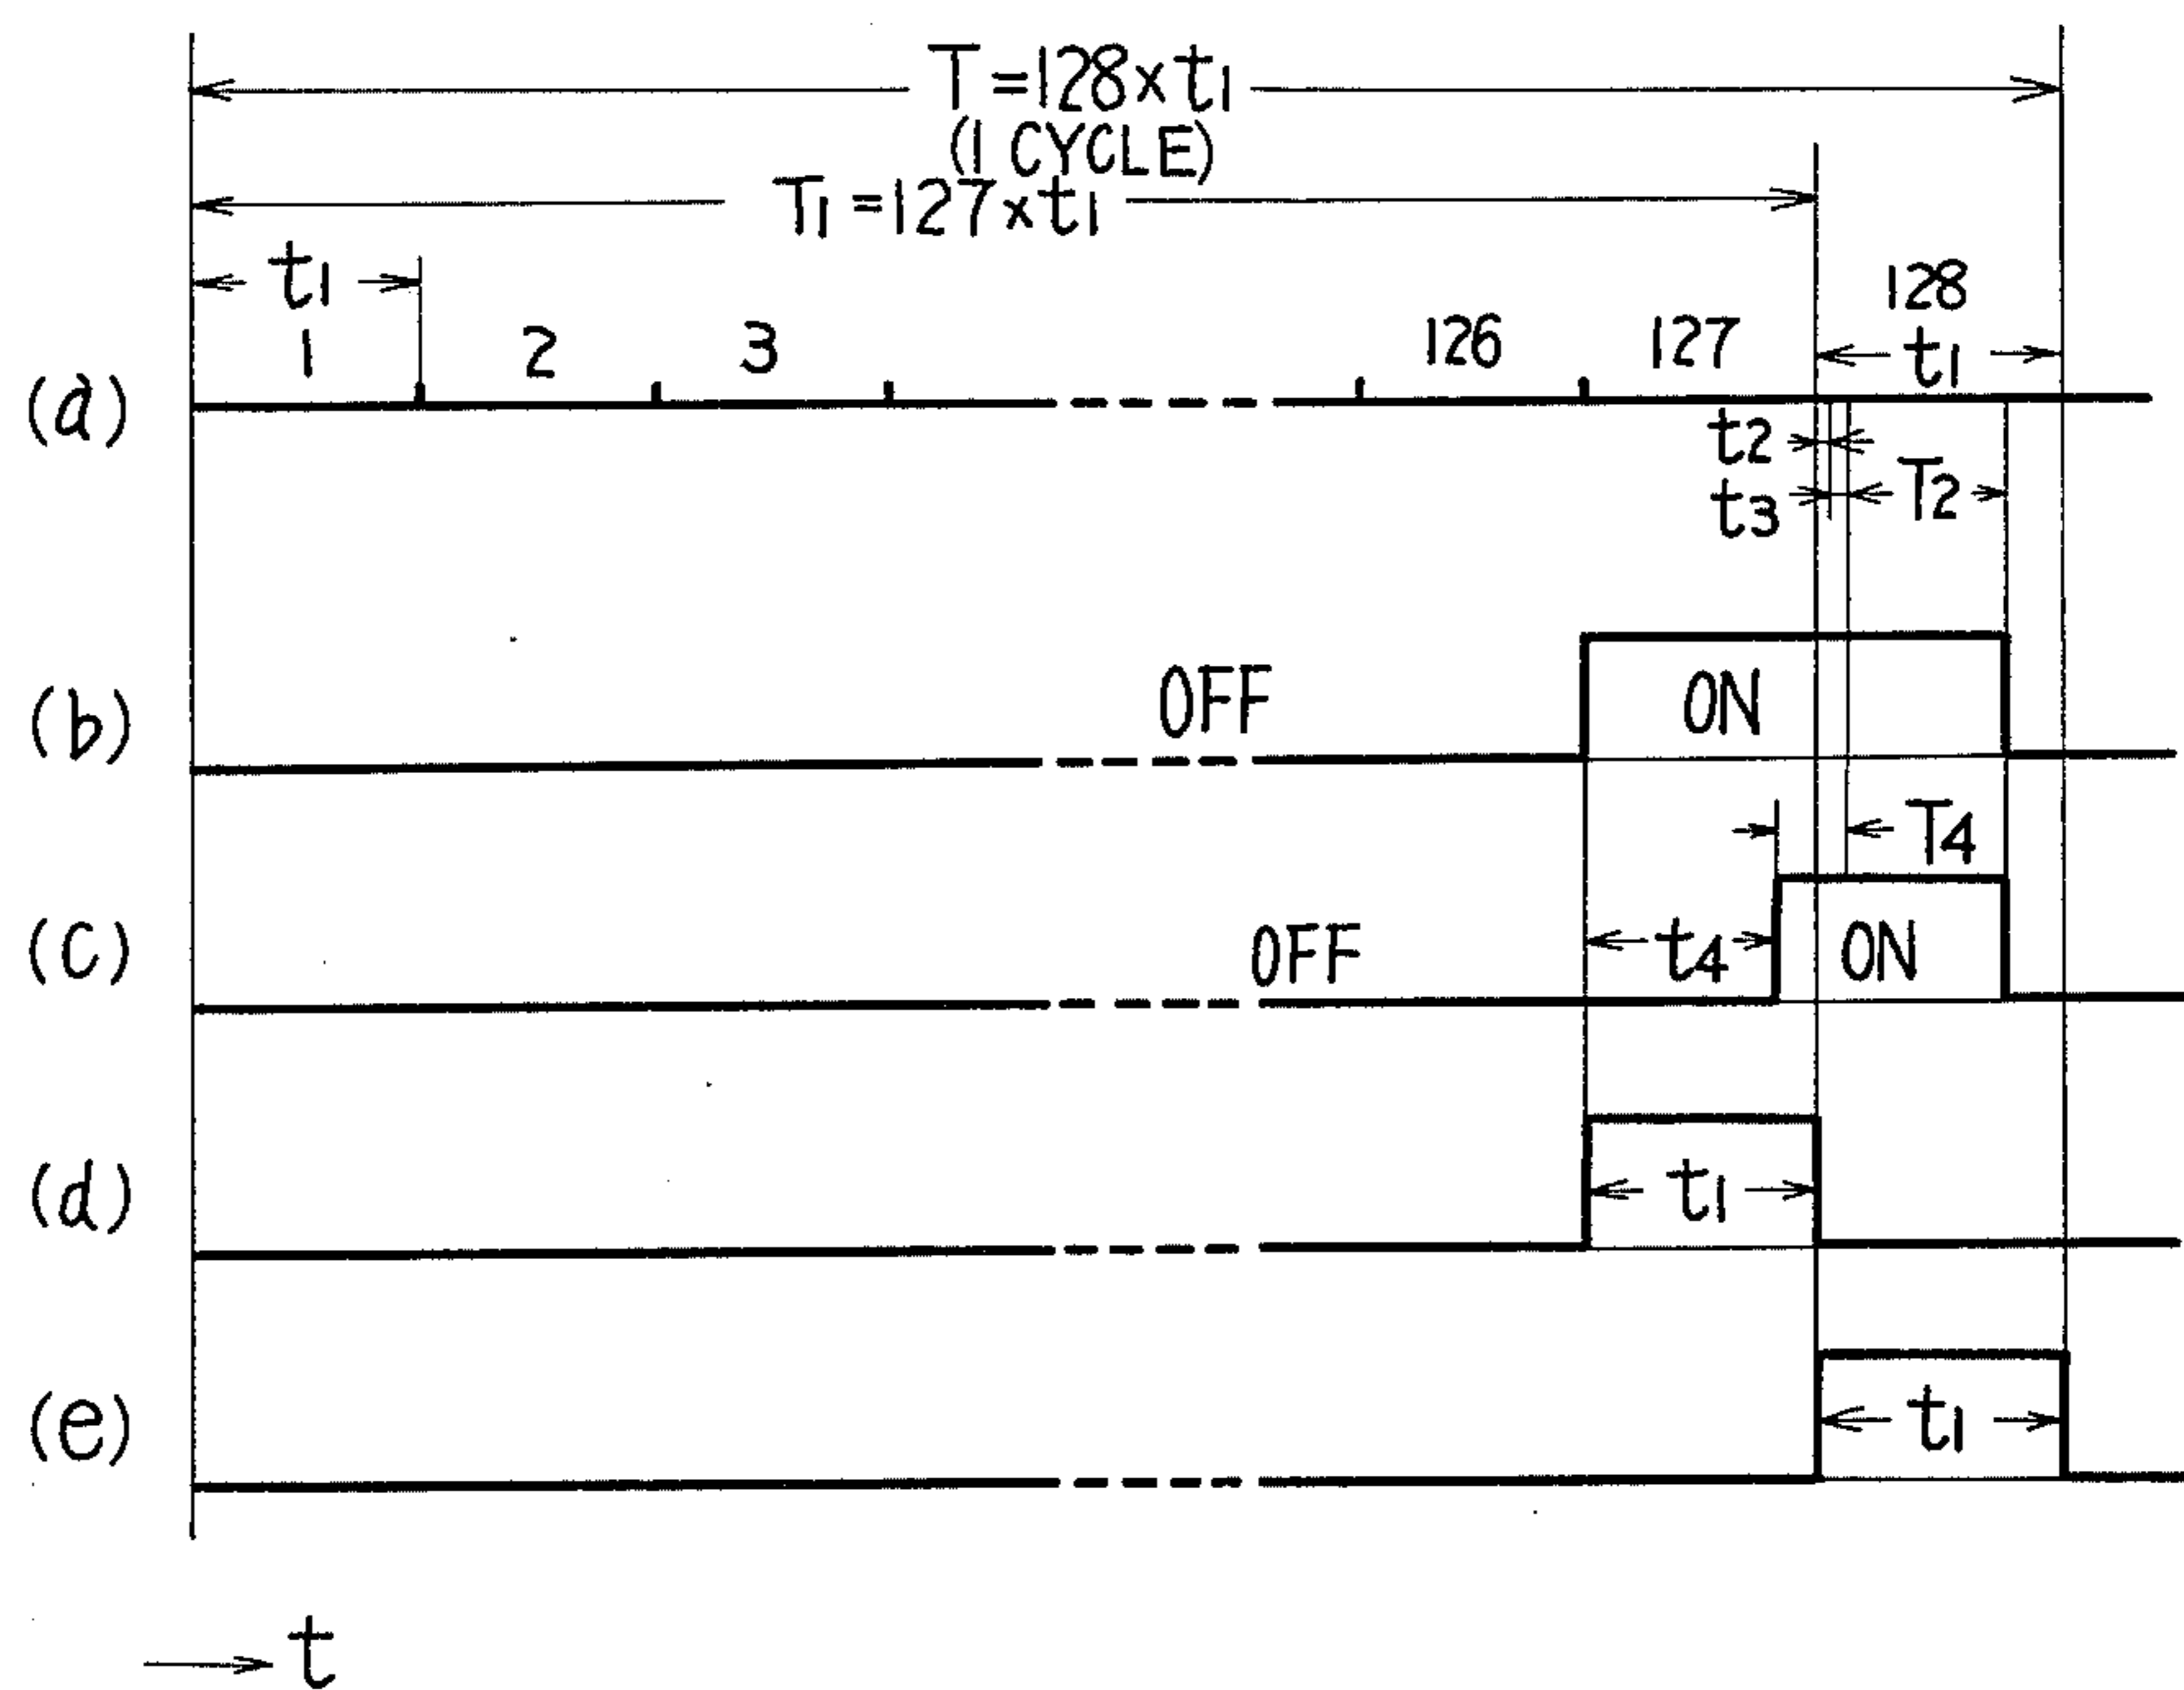 T=128×t1
(1 CYCLE)
T1=127×t1
t1
128
1 2 3 126 127 t1
(a)
t2
t3 T2
(b) OFF ON
T4
(c) OFF t4 ON
(d) t1
(e) t1
t